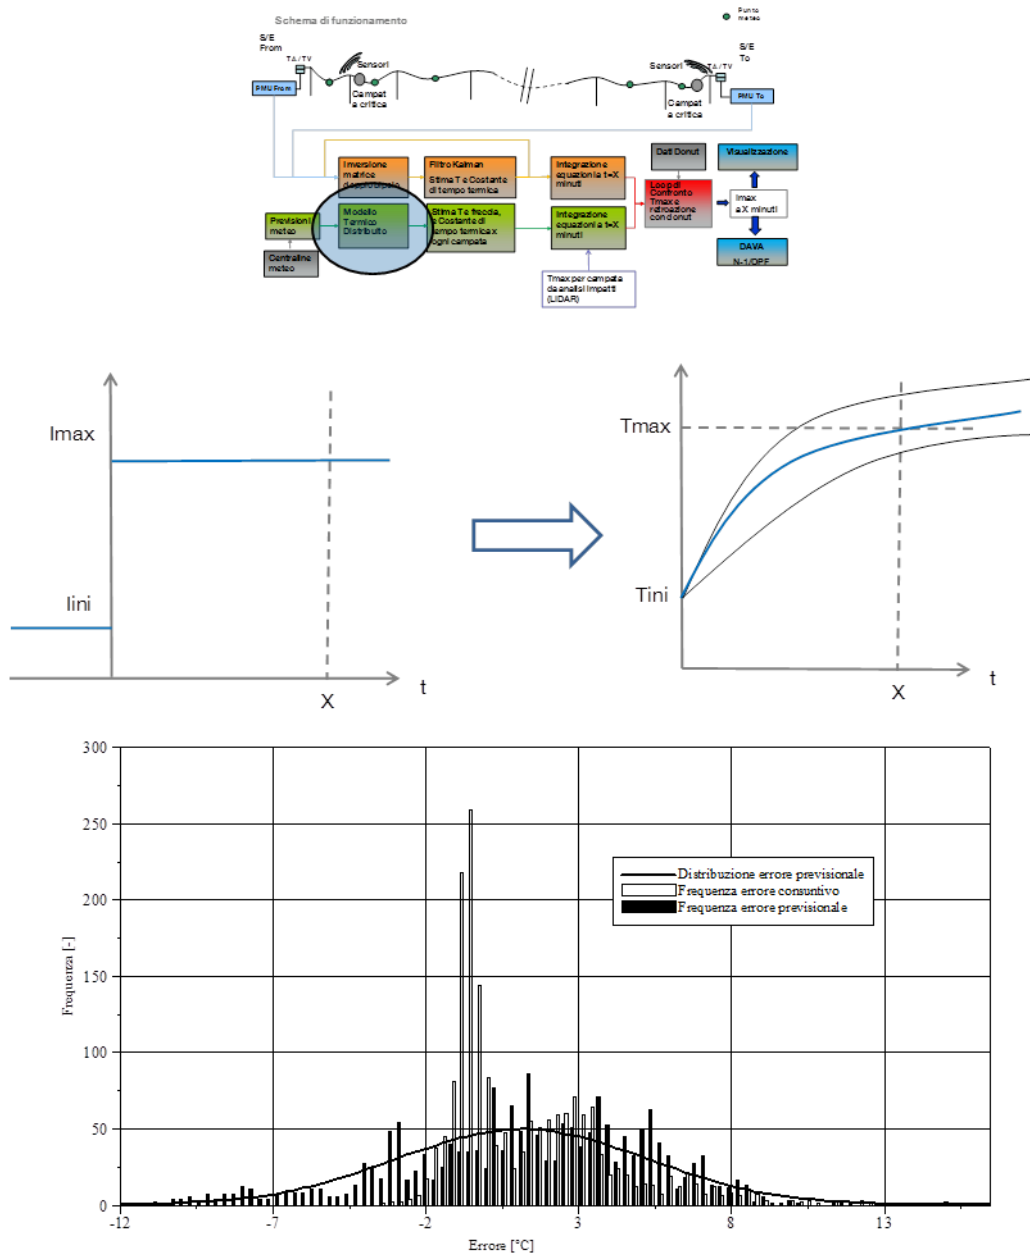 Schema di funzionamento
Punto
meteo
S/E
From
S/E
To
TA/TV
Sensori
Sensori
TA/TV
PMU From
Campat
a critica
Campat
a critica
PMU To
Dati Donut
Visualizzazione
Inversione
matrice
Filtro Kalman
Stima T e Costante
di tempo termica
Integrazione
equazioni a t=X
minuti
Loop di
Confronto
Tmax e
retroazione
con donut
Imax
a X minuti
Previsioni
meteo
Modello
Termico
Distribuito
Stima T e freccia,
e Costante di
tempo termica x
ogni campata
Integrazione
equazioni a t=X
minuti
DAVA
N-1/OPF
Centraline
meteo
Tmax per campata
da analisi impatti
(LIDAR)
Imax
Iini
X
t
Tmax
Tini
X
t
300
250
200
150
100
50
0
Frequenza [-]
Distribuzione errore previsionale
Frequenza errore consuntivo
Frequenza errore previsionale
-12
-7
-2
3
8
13
Errore [°C]